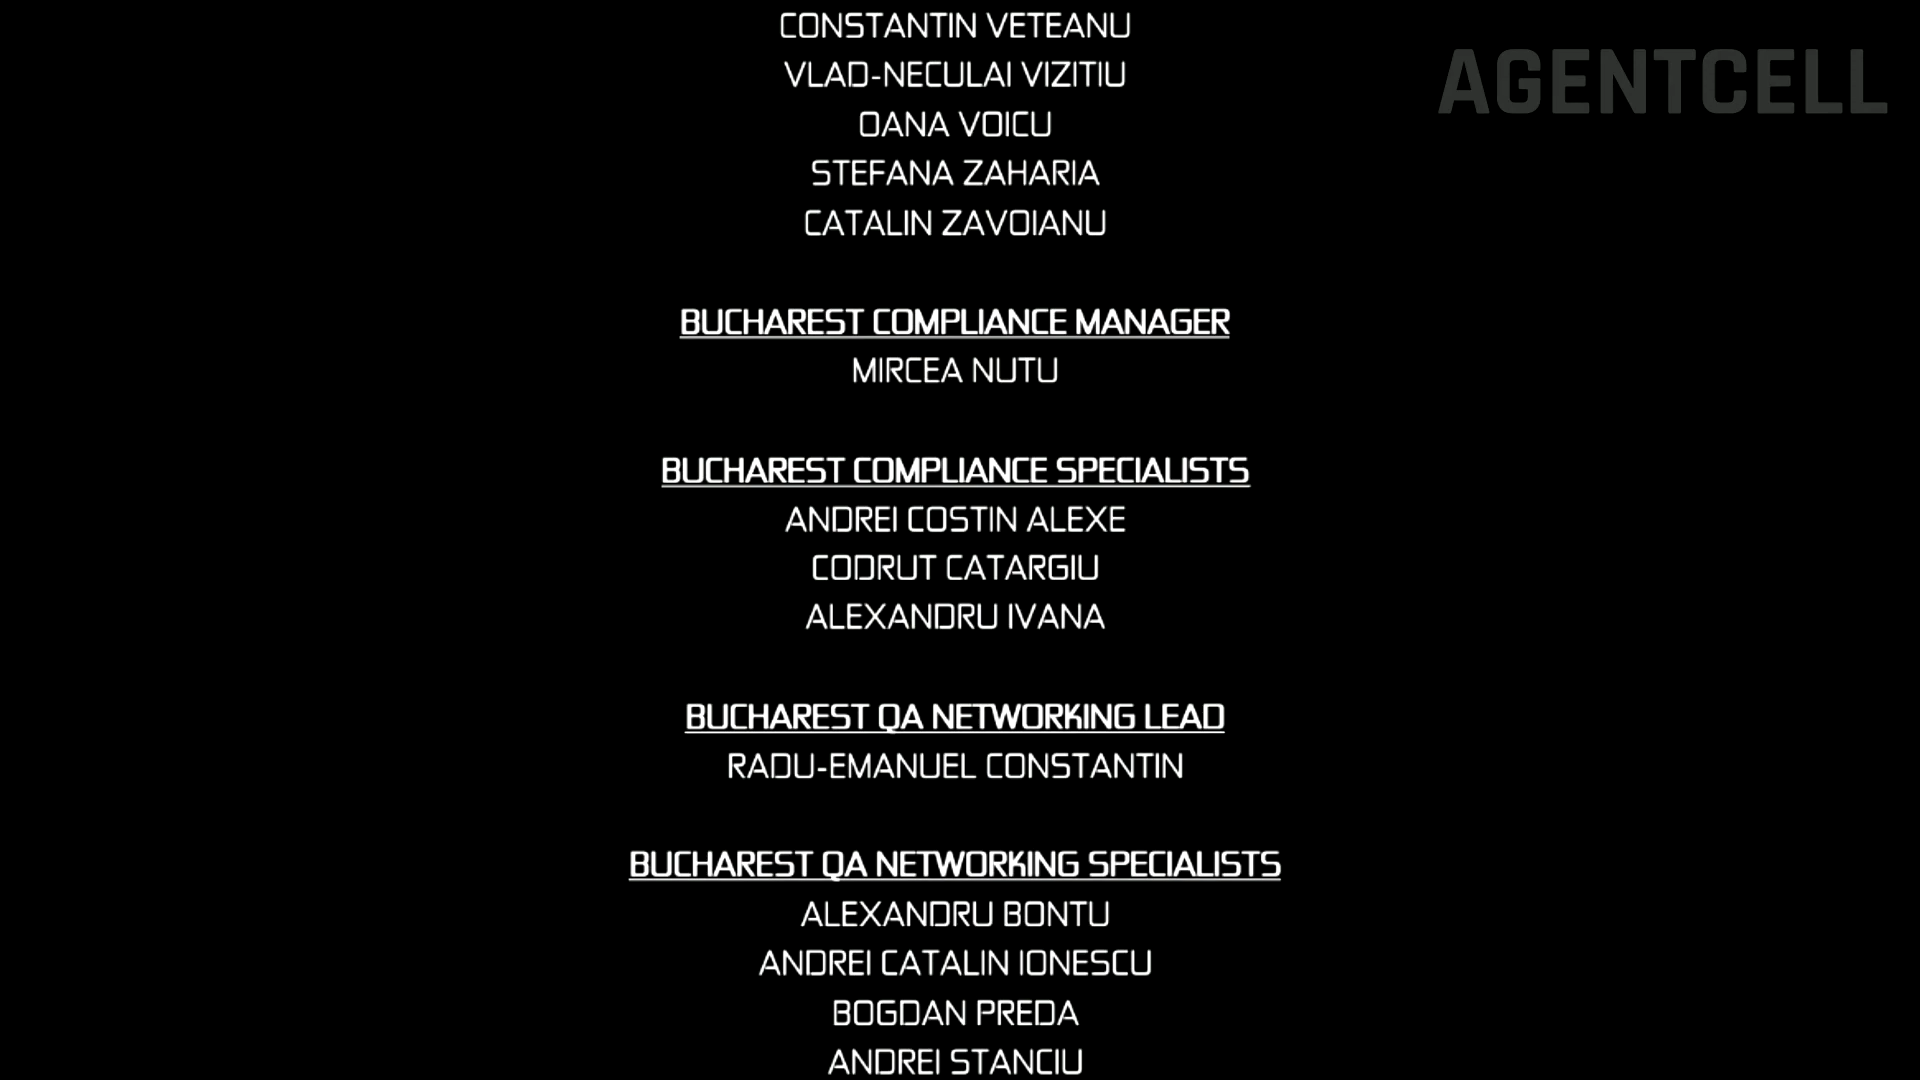 CONSTANTIN VETEANU
AGENTCELL
VLAD-NECULAI VIZITIU
OANA VOICU
STEFANA ZAHARIA
CATALIN ZAVOIANU
BUCHAREST COMPLIANCE MANAGER
MIRCEA NUTU
BUCHAREST COMPLIANCE SPECIALISTS
ANDREI COSTIN ALEXE
CODRUT CATARGIU
ALEXANDRU IVANA
BUCHAREST QA NETWORKING LEAD
RADU-EMANUEL CONSTANTIN
BUCHAREST QA NETWORKING SPECIALISTS
ALEXANDRU BONTU
ANDREI CATALIN IONESCU
BOGDAN PREDA
ANDREI STANCIU